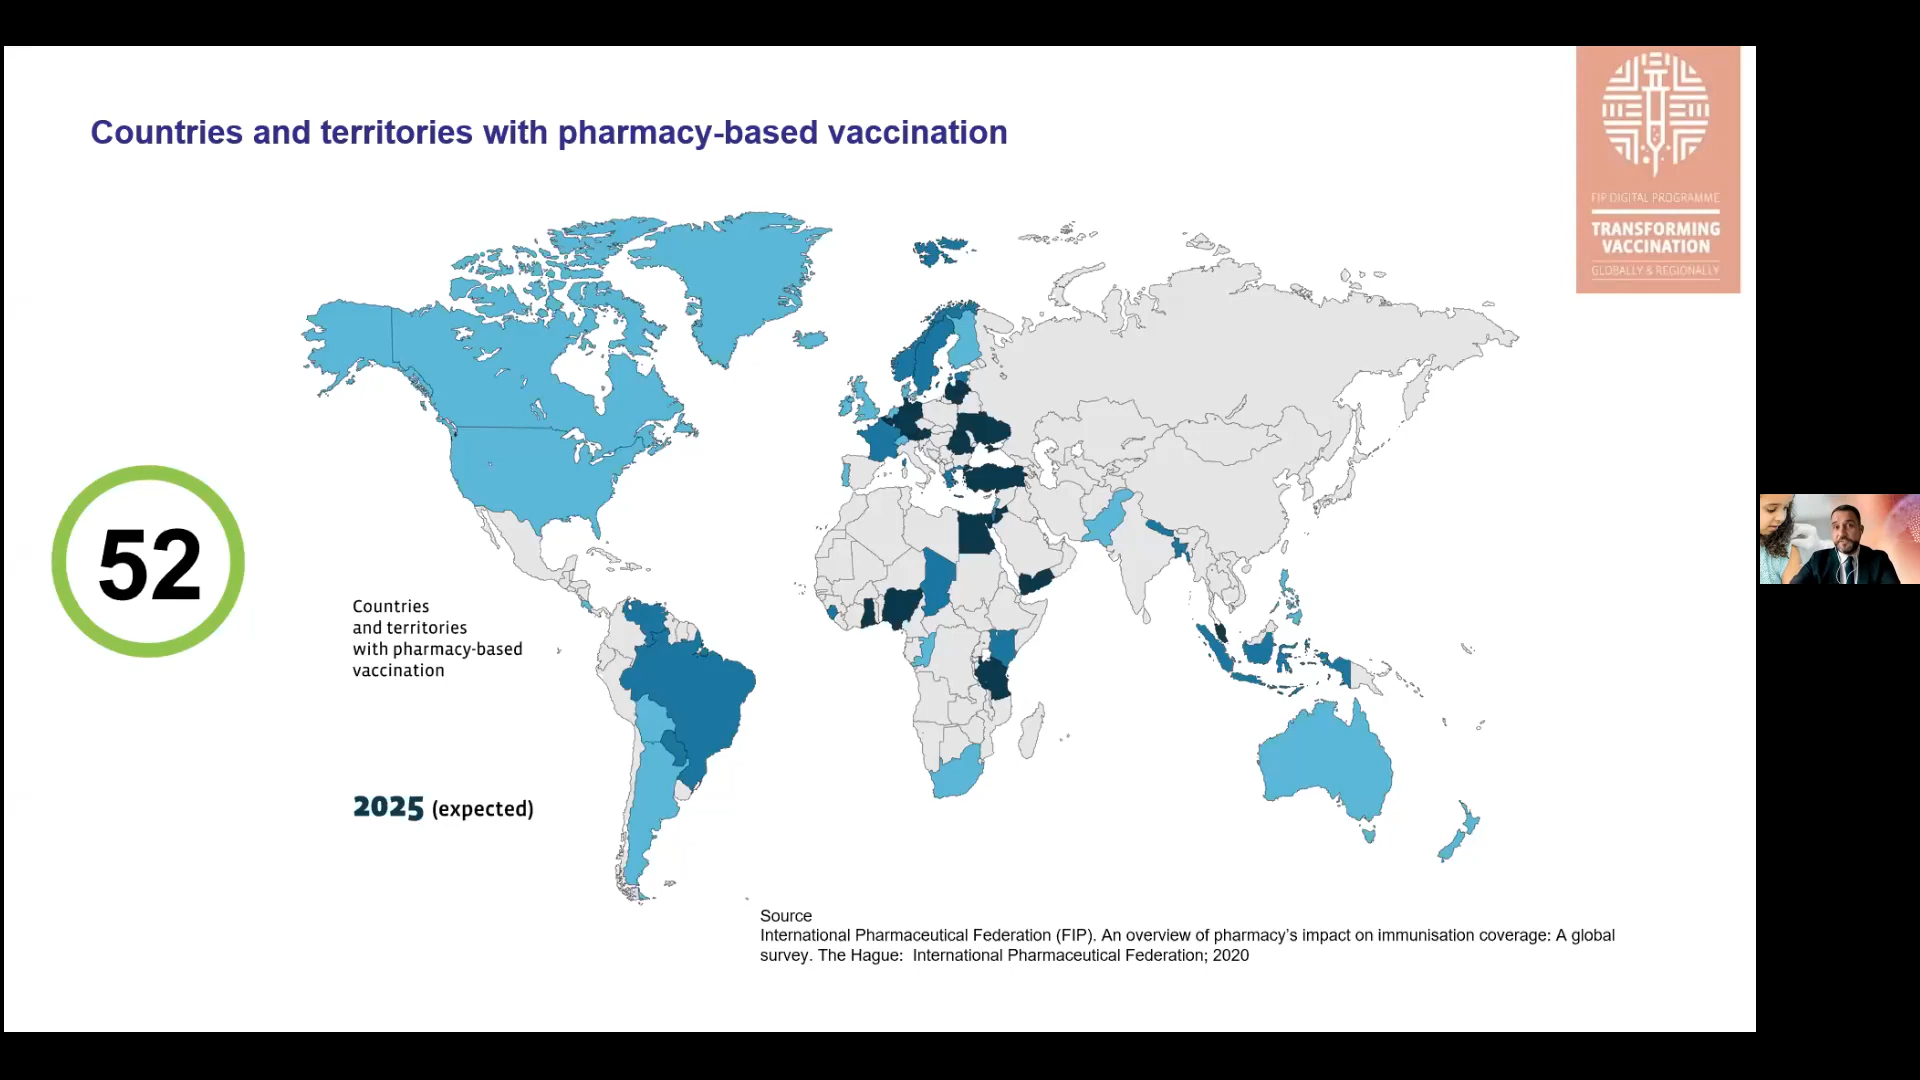 Countries and territories with pharmacy-based vaccination
FIP DIGITAL PROGRAMME
TRANSFORMING
VACCINATION
GLOBALLY & REGIONALLY
52
Countries
and territories
with pharmacy-based
vaccination
2025 (expected)
Source
International Pharmaceutical Federation (FIP). An overview of pharmacy’s impact on immunisation coverage: A global
survey. The Hague:  International Pharmaceutical Federation; 2020